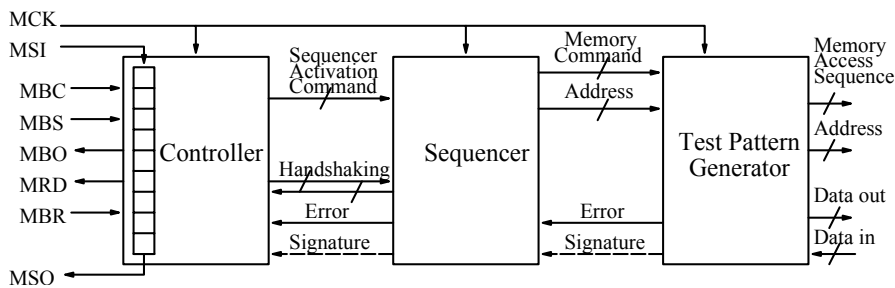 MCK
MSI
MBC
MBS
MBO
MRD
MBR
MSO
Controller
Sequencer
Activation
Command
Handshaking
Error
Signature
Sequencer
Memory
Command
Address
Error
Signature
Test Pattern
Generator
Memory
Access
Sequence
Address
Data out
Data in